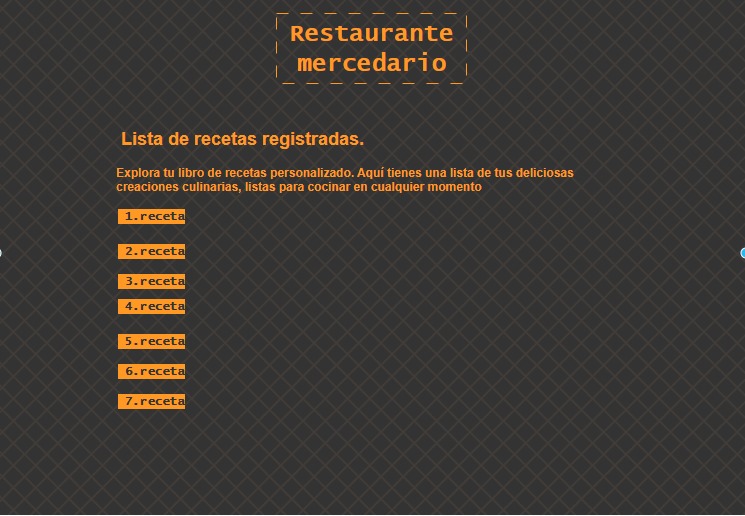 Restaurante
mercedario
Lista de recetas registradas.
Explora tu libro de recetas personalizado. Aquí tienes una lista de tus deliciosas
creaciones culinarias, listas para cocinar en cualquier momento
1.receta
2.receta
3.receta
4.receta
5.receta
6.receta
7.receta